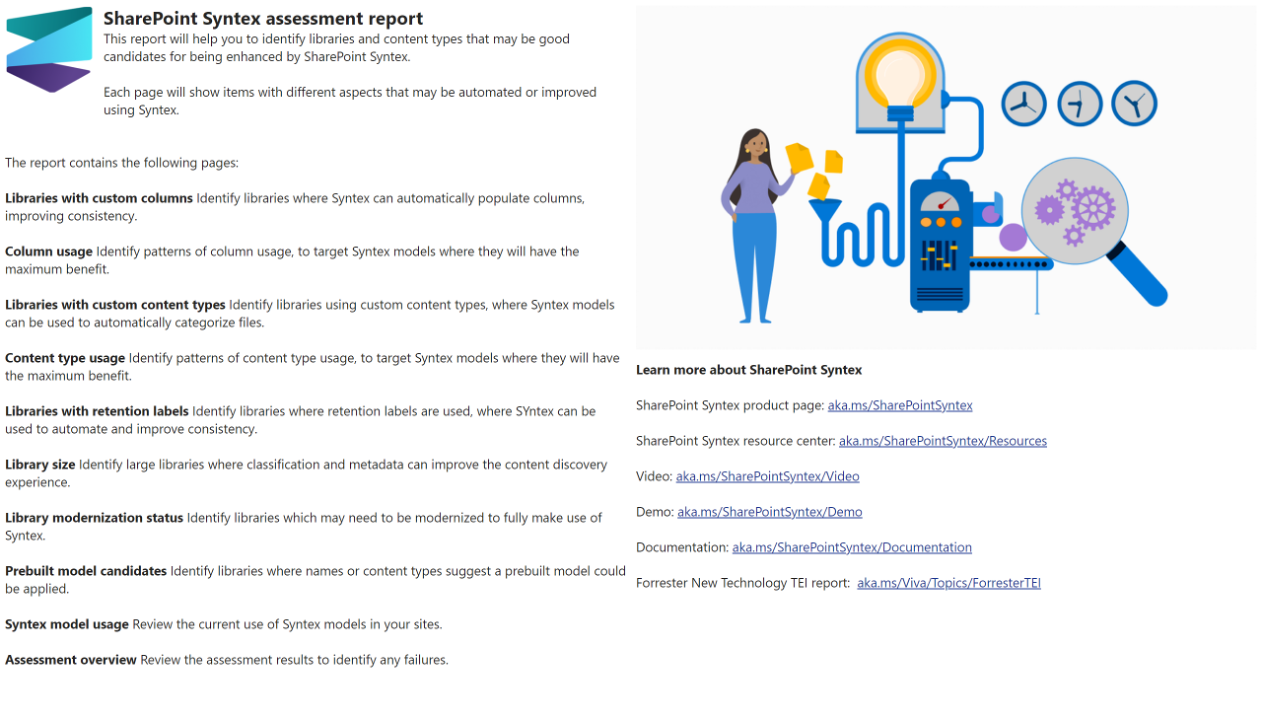 SharePoint Syntex assessment report
This report will help you to identify libraries and content types that may be good
candidates for being enhanced by SharePoint Syntex.
Each page will show items with different aspects that may be automated or improved
using Syntex.
The report contains the following pages:
Libraries with custom columns Identify libraries where Syntex can automatically populate columns,
improving consistency.
Column usage Identify patterns of column usage, to target Syntex models where they will have the
maximum benefit.
Libraries with custom content types Identify libraries using custom content types, where Syntex models
can be used to automatically categorize files.
Content type usage Identify patterns of content type usage, to target Syntex models where they will have
the maximum benefit.
Libraries with retention labels Identify libraries where retention labels are used, where SYntex can be
used to automate and improve consistency.
Library size Identify large libraries where classification and metadata can improve the content discovery
experience.
Library modernization status Identify libraries which may need to be modernized to fully make use of
Syntex.
Prebuilt model candidates Identify libraries where names or content types suggest a prebuilt model could
be applied.
Syntex model usage Review the current use of Syntex models in your sites.
Assessment overview Review the assessment results to identify any failures.
Learn more about SharePoint Syntex
SharePoint Syntex product page: aka.ms/SharePointSyntex
SharePoint Syntex resource center: aka.ms/SharePointSyntex/Resources
Video: aka.ms/SharePointSyntex/Video
Demo: aka.ms/SharePointSyntex/Demo
Documentation: aka.ms/SharePointSyntex/Documentation
Forrester New Technology TEI report: aka.ms/Viva/Topics/ForresterTEI